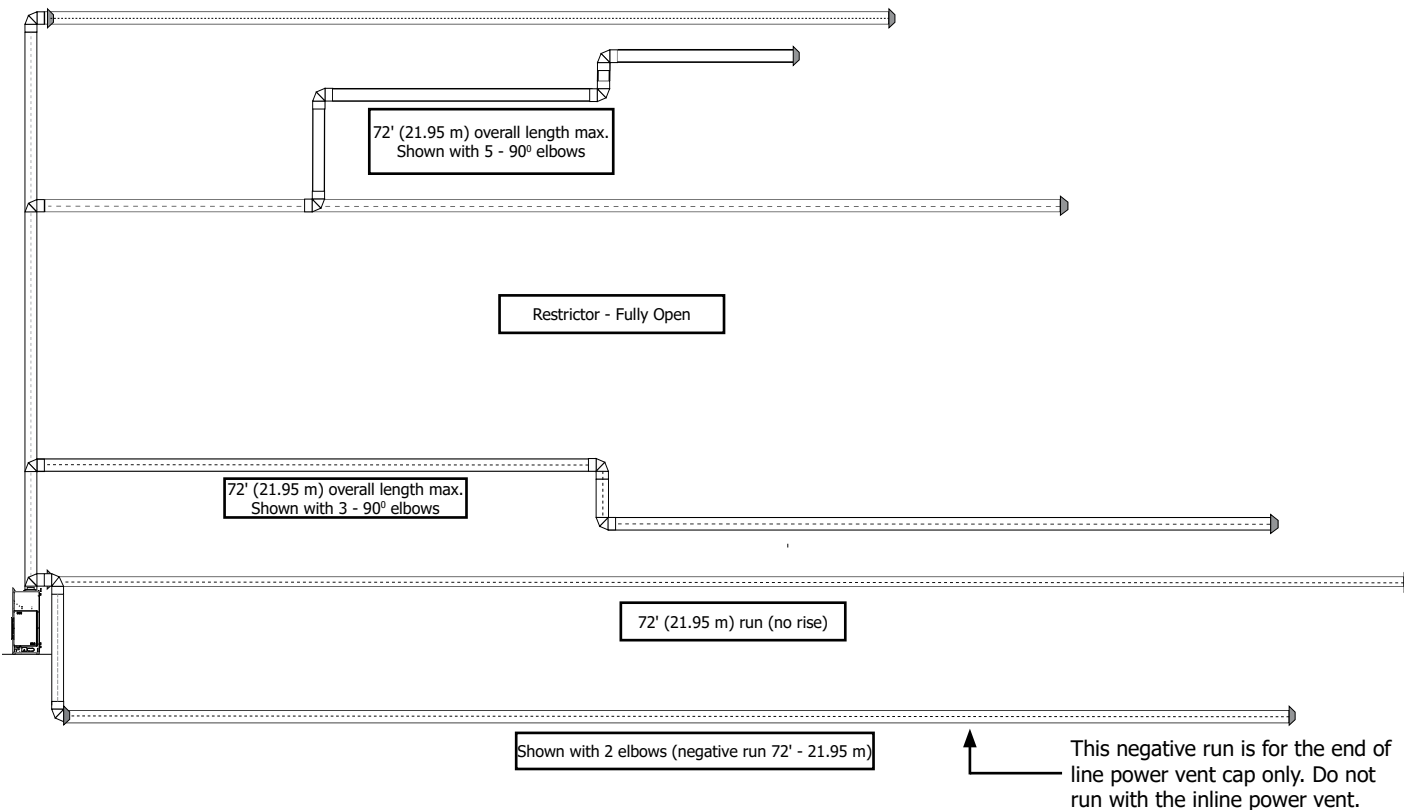 72' (21.95 m) overall length max.
Shown with 5 - 90⁰ elbows
Restrictor - Fully Open
72' (21.95 m) overall length max.
Shown with 3 - 90⁰ elbows
72' (21.95 m) run (no rise)
Shown with 2 elbows (negative run 72' - 21.95 m)
This negative run is for the end of
line power vent cap only. Do not
run with the inline power vent.